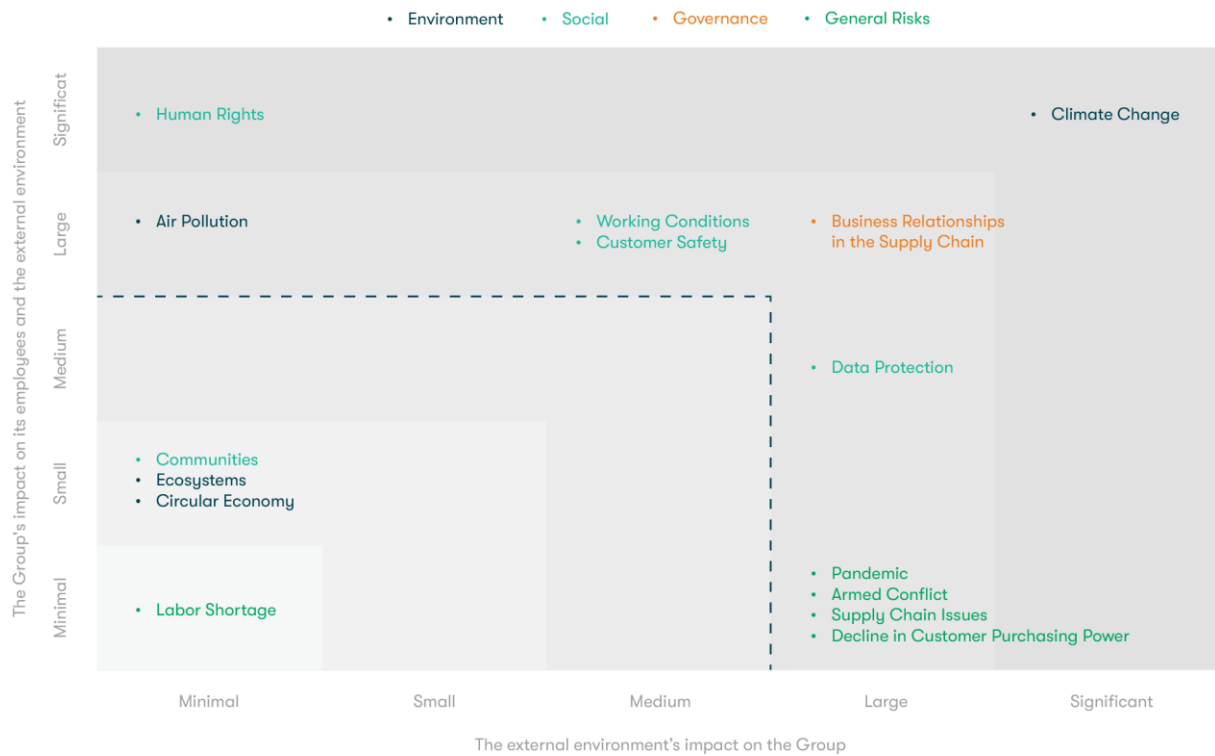 • Environment • Social • Governance • General Risks
The Group's impact on its employees and the external environment
Significat
• Human Rights
• Climate Change
Large
• Air Pollution
• Working Conditions
• Customer Safety
• Business Relationships
in the Supply Chain
Medium
• Data Protection
Small
• Communities
• Ecosystems
• Circular Economy
Minimal
• Labor Shortage
• Pandemic
• Armed Conflict
• Supply Chain Issues
• Decline in Customer Purchasing Power
Minimal Small Medium Large Significant
The external environment's impact on the Group